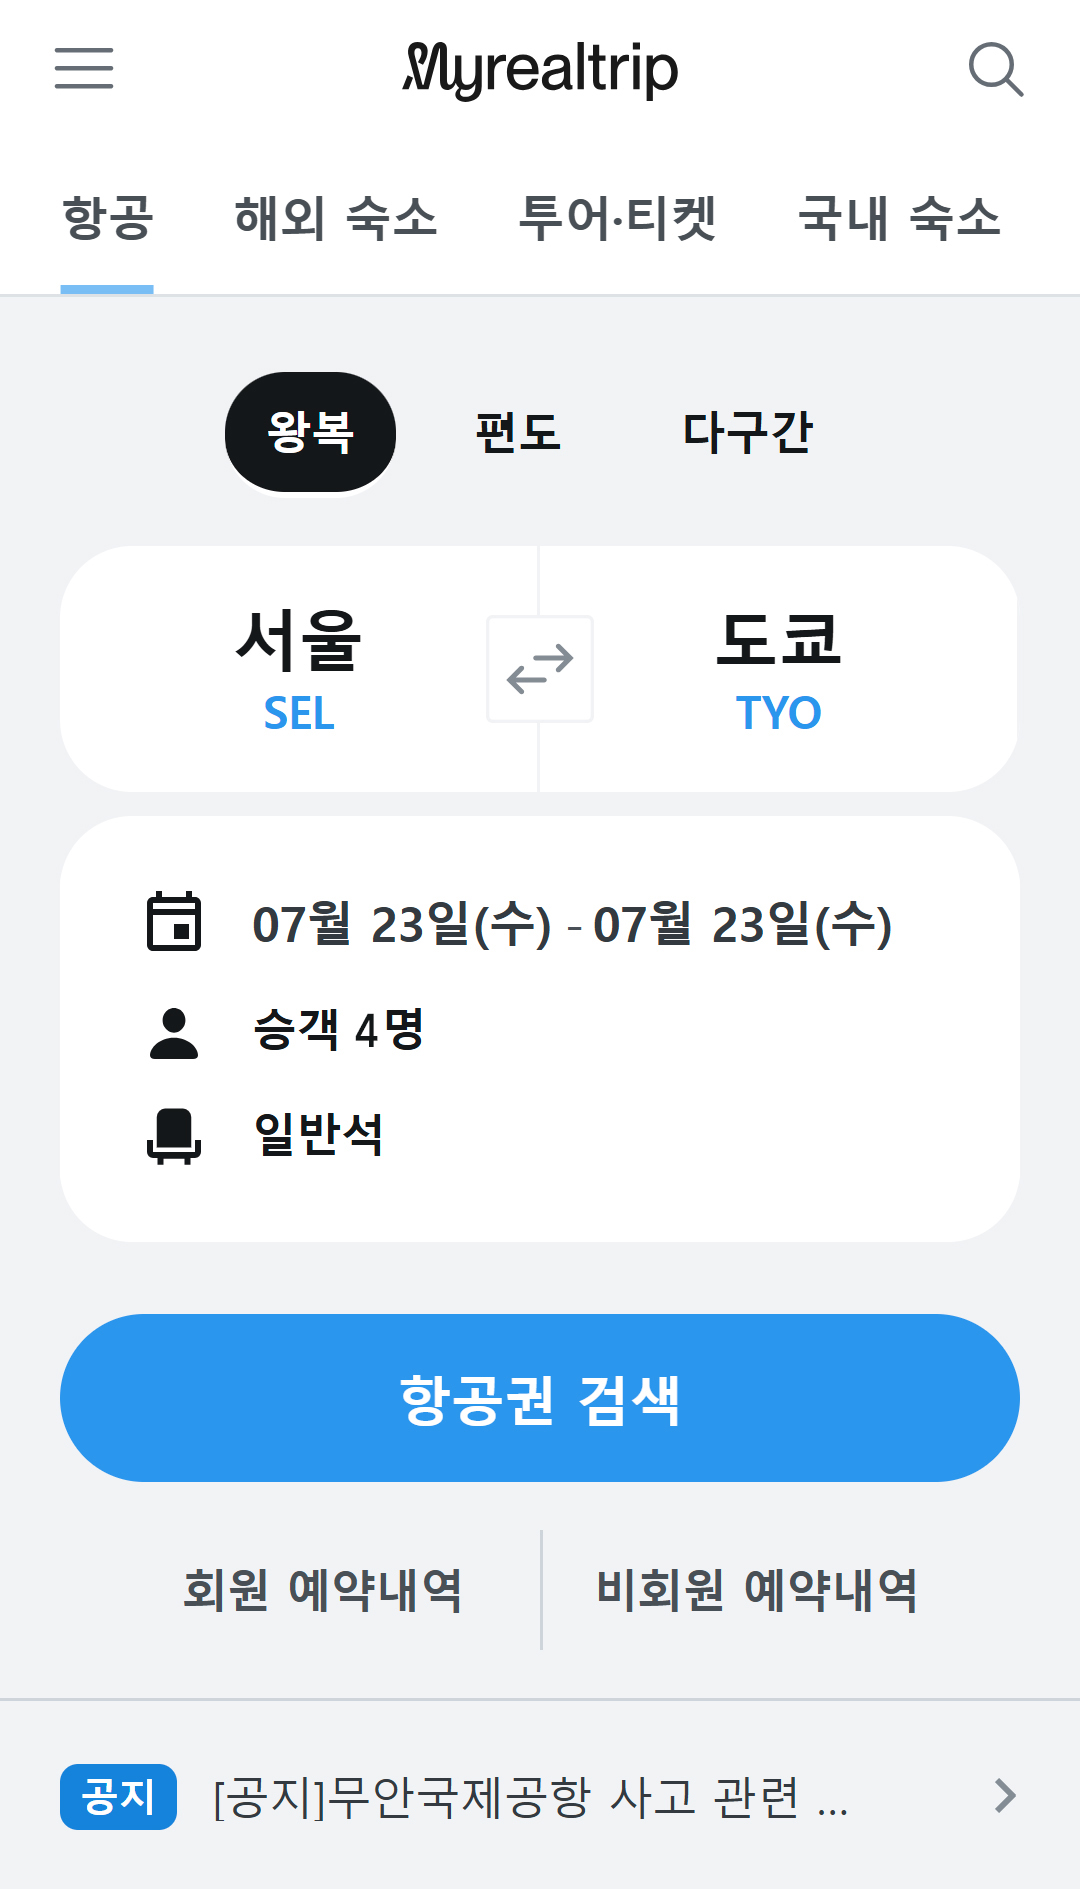 Myrealtrip
항공 해외 숙소 투어·티켓 국내 숙소
왕복 편도 다구간
서울 도쿄
SEL TYO
07월 23일(수) - 07월 23일(수)
승객 4명
일반석
항공권 검색
회원 예약내역 비회원 예약내역
공지 [공지]무안국제공항 사고 관련 ...